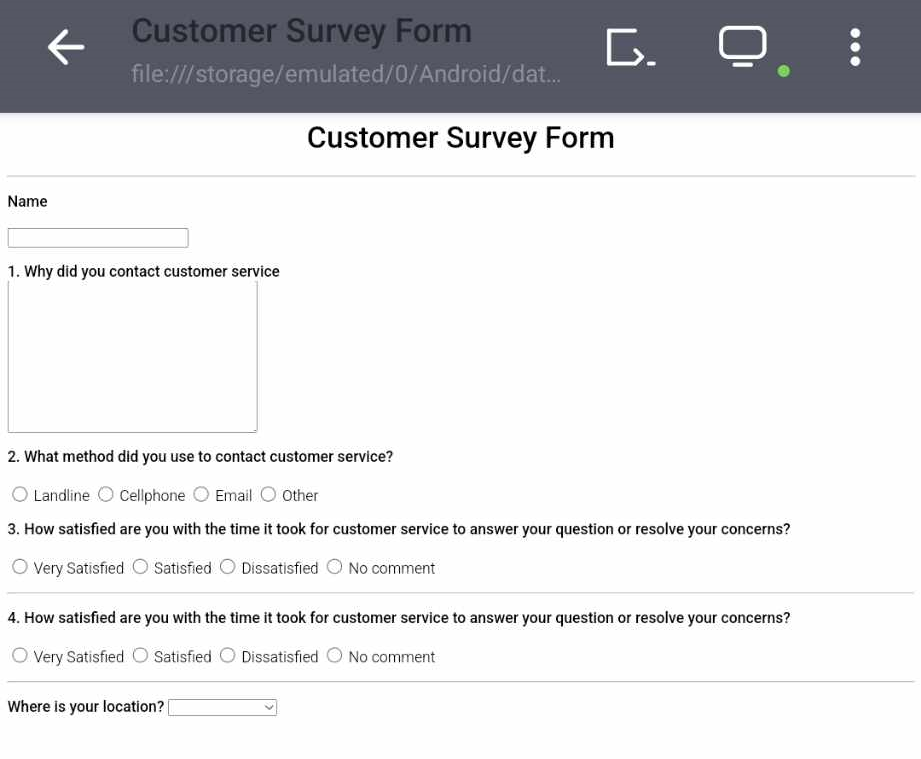 Customer Survey Form
file:///storage/emulated/0/Android/dat...
Customer Survey Form
Name
1. Why did you contact customer service
2. What method did you use to contact customer service?
Landline Cellphone Email Other
3. How satisfied are you with the time it took for customer service to answer your question or resolve your concerns?
Very Satisfied Satisfied Dissatisfied No comment
4. How satisfied are you with the time it took for customer service to answer your question or resolve your concerns?
Very Satisfied Satisfied Dissatisfied No comment
Where is your location?